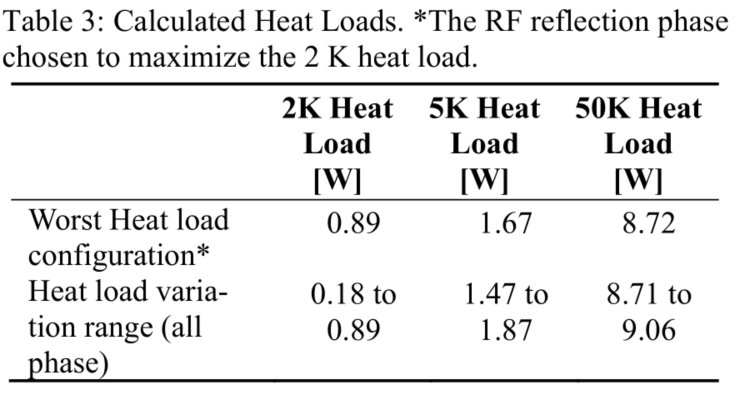 Table 3: Calculated Heat Loads. *The RF reflection phase
chosen to maximize the 2 K heat load.
2K Heat Load [W] 5K Heat Load [W] 50K Heat Load [W]
Worst Heat load configuration* 0.89 1.67 8.72
Heat load varia-
tion range (all phase) 0.18 to 0.89 1.47 to 1.87 8.71 to 9.06